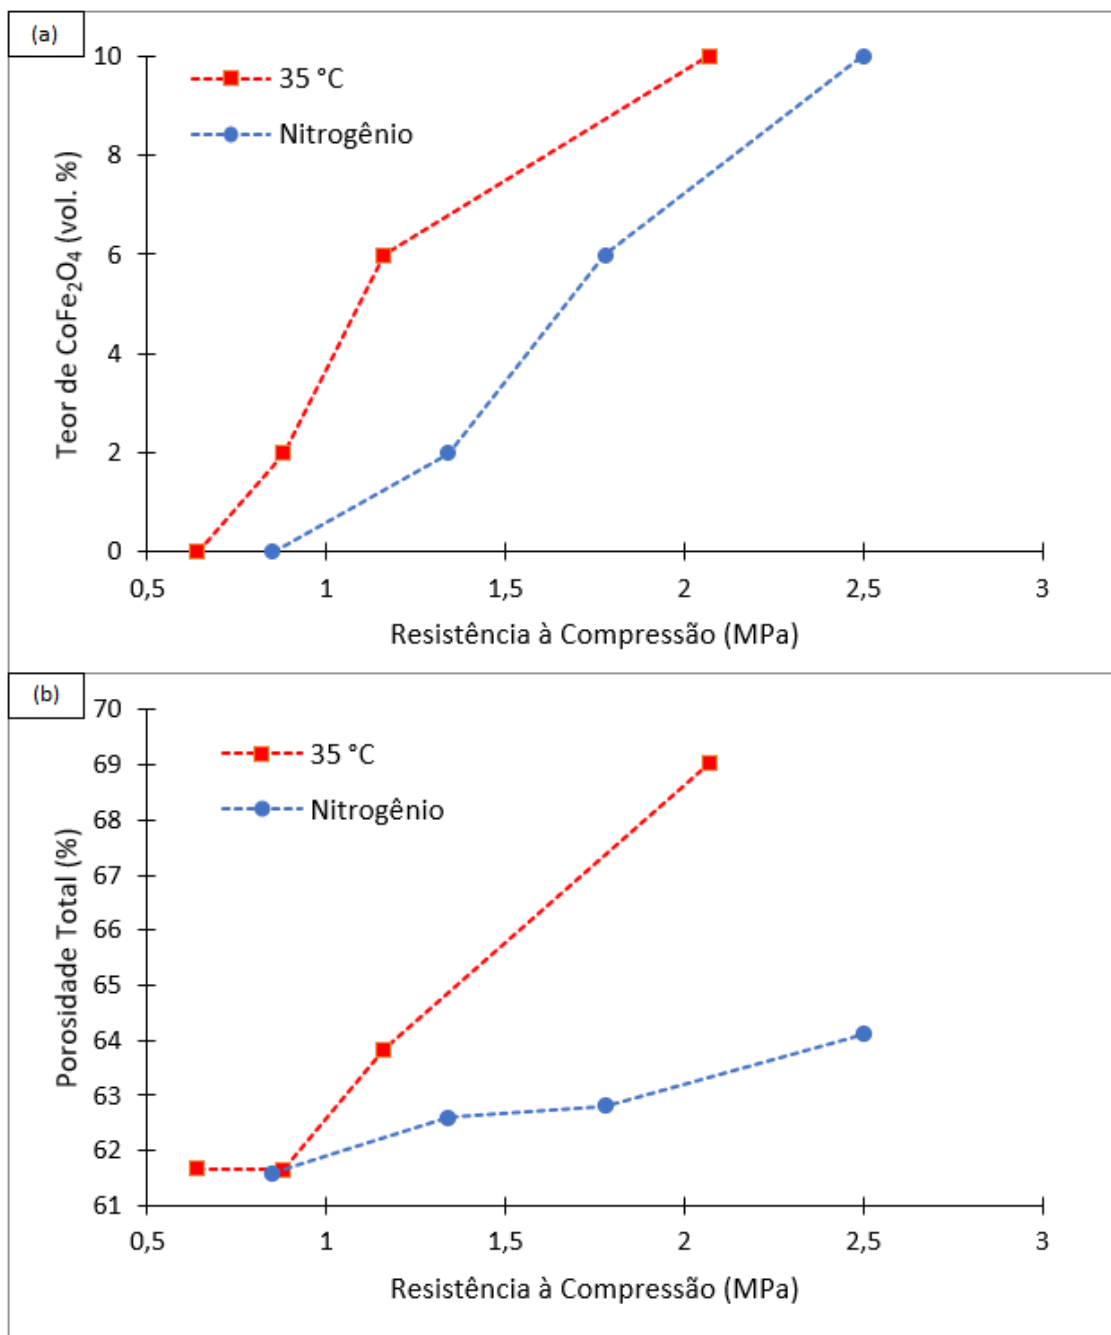 (a)
10
8
6
4
2
0
Teor de CoFe₂O₄ (vol. %)
35 °C
Nitrogênio
0,5 1 1,5 2 2,5 3
Resistência à Compressão (MPa)
(b)
70
69
68
67
66
65
64
63
62
61
Porosidade Total (%)
35 °C
Nitrogênio
0,5 1 1,5 2 2,5 3
Resistência à Compressão (MPa)